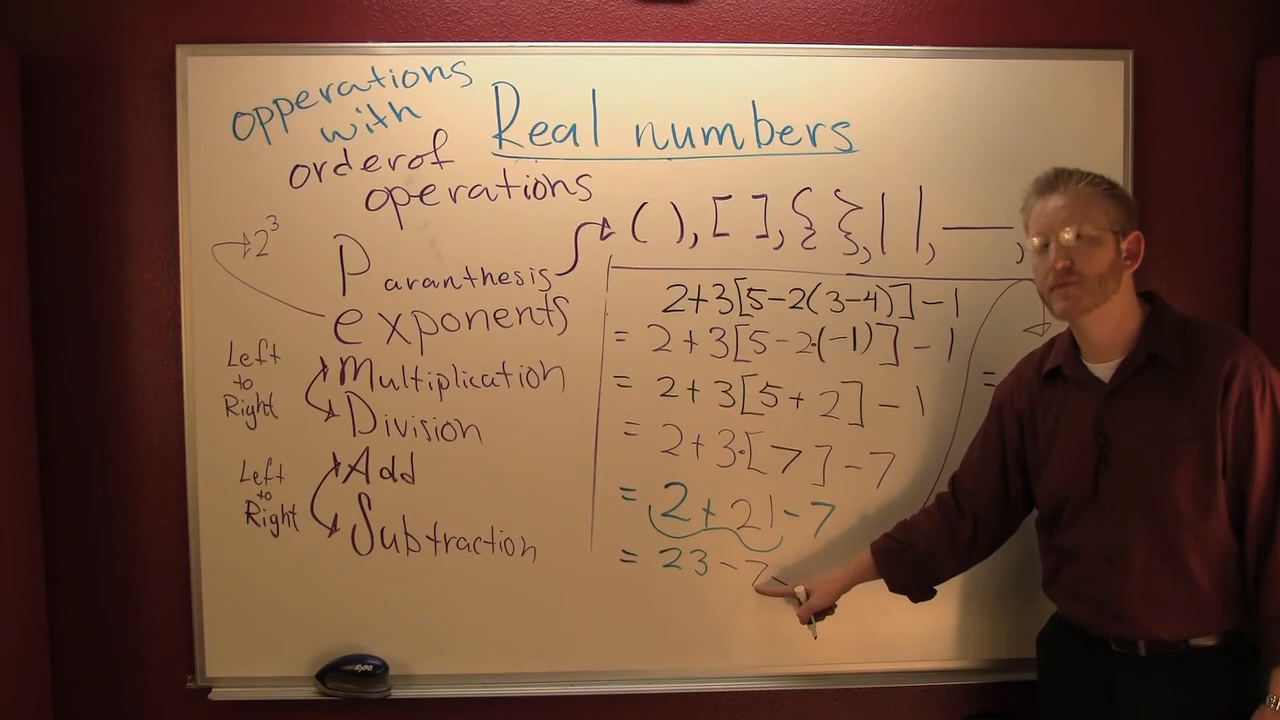 opperations
with
Real numbers
orderof
operations
( ), [ ], { }, | |, —,
2³
Paranthesis
exponents
Left
to
Right
Multiplication
Division
Left
to
Right
Add
Subtraction
2+3[5-2(3-4)]-1
= 2+3[5-2·(-1)]-1
= 2+3[5+2]-1
= 2+3·[7]-7
= 2+21-7
= 23-7
=
EXPO